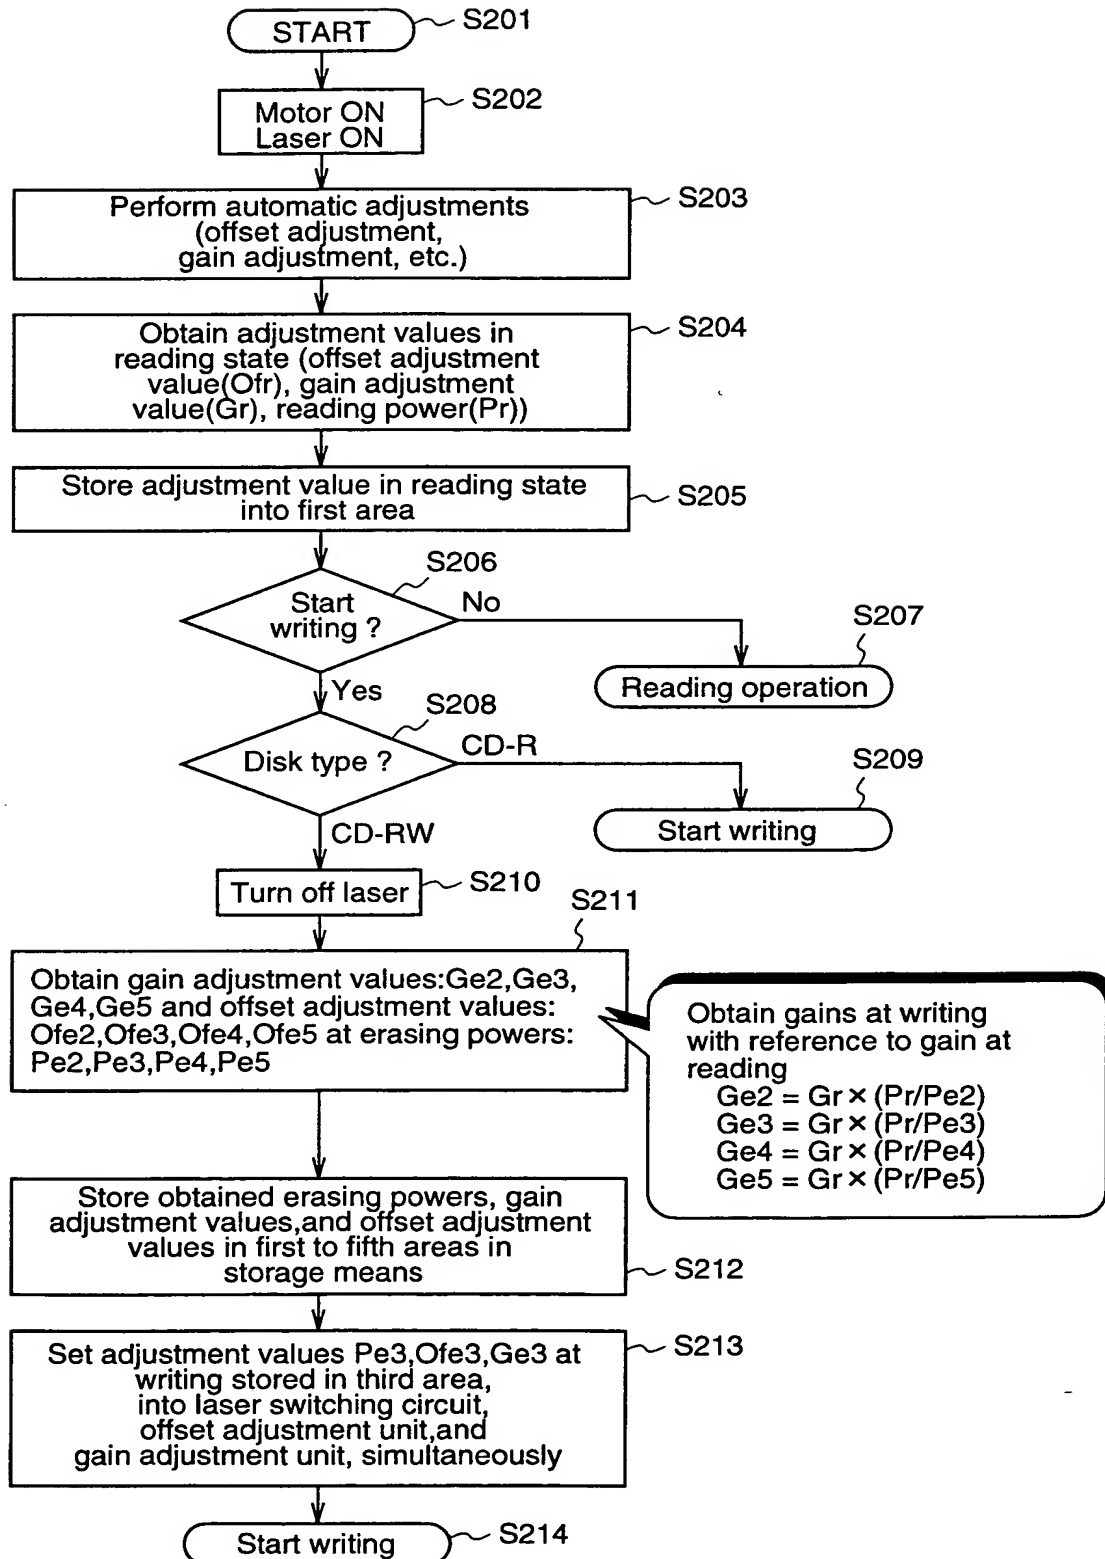 START
S201
Motor ON
Laser ON
S202
Perform automatic adjustments
(offset adjustment,
gain adjustment, etc.)
S203
Obtain adjustment values in
reading state (offset adjustment
value(Ofr), gain adjustment
value(Gr), reading power(Pr))
S204
Store adjustment value in reading state
into first area
S205
S206
Start
writing ?
No
S207
Reading operation
Yes
S208
Disk type ?
CD-R
S209
Start writing
CD-RW
Turn off laser
S210
S211
Obtain gain adjustment values:Ge2,Ge3,
Ge4,Ge5 and offset adjustment values:
Ofe2,Ofe3,Ofe4,Ofe5 at erasing powers:
Pe2,Pe3,Pe4,Pe5
Obtain gains at writing
with reference to gain at
reading
Ge2 = Gr × (Pr/Pe2)
Ge3 = Gr × (Pr/Pe3)
Ge4 = Gr × (Pr/Pe4)
Ge5 = Gr × (Pr/Pe5)
Store obtained erasing powers, gain
adjustment values,and offset adjustment
values in first to fifth areas in
storage means
S212
Set adjustment values Pe3,Ofe3,Ge3 at
writing stored in third area,
into laser switching circuit,
offset adjustment unit,and
gain adjustment unit, simultaneously
S213
Start writing
S214